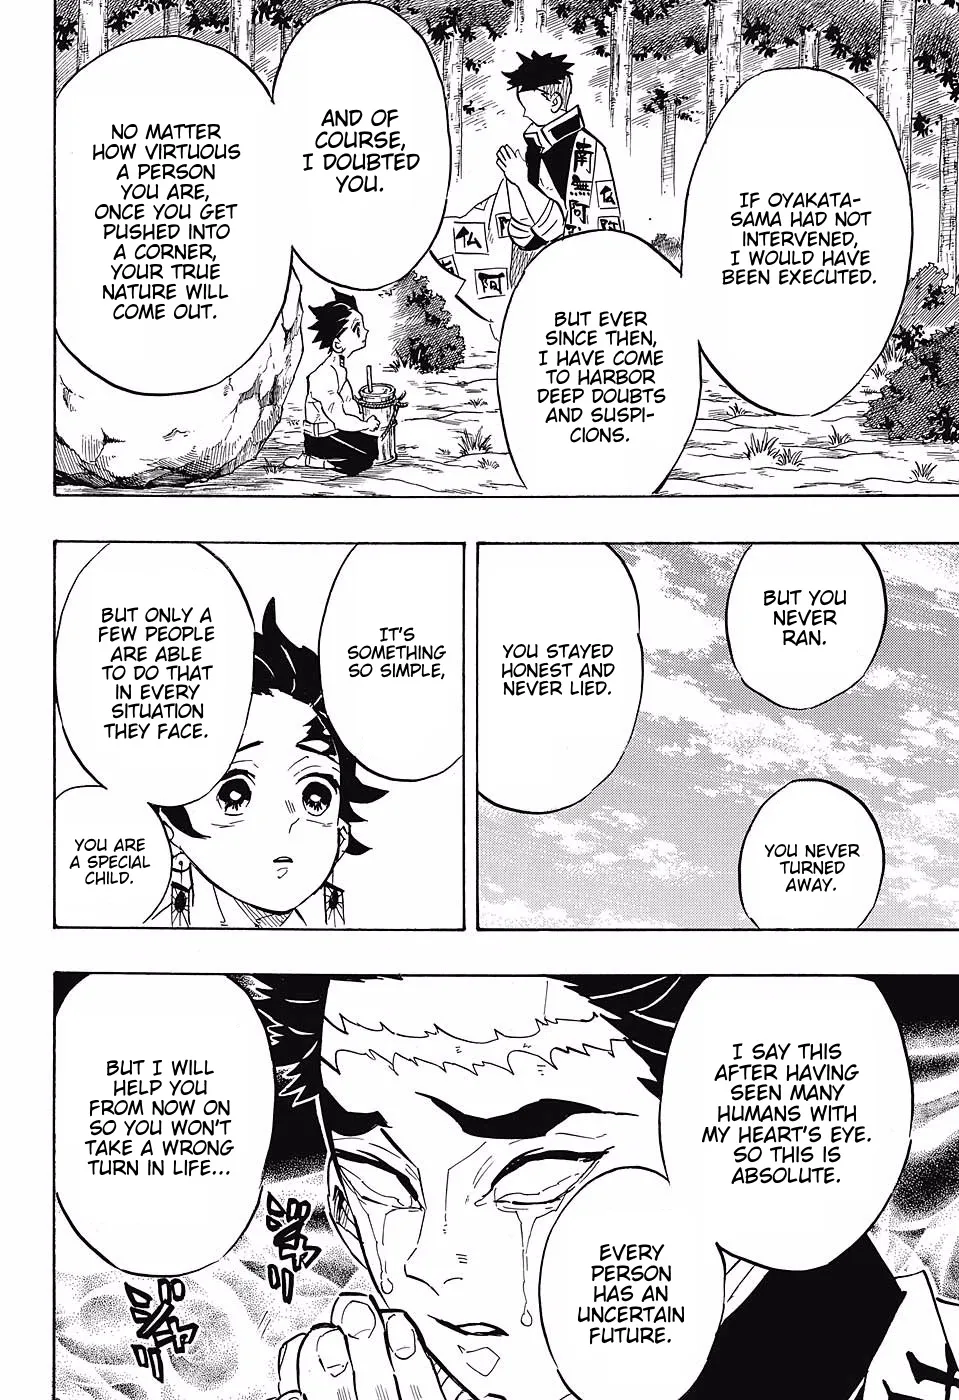 IF OYAKATA-
SAMA HAD NOT
INTERVENED,
I WOULD HAVE
BEEN EXECUTED.
BUT EVER
SINCE THEN,
I HAVE COME
TO HARBOR
DEEP DOUBTS
AND SUSPI-
CIONS.
AND OF
COURSE,
I DOUBTED
YOU.
NO MATTER
HOW VIRTUOUS
A PERSON
YOU ARE,
ONCE YOU GET
PUSHED INTO
A CORNER,
YOUR TRUE
NATURE WILL
COME OUT.
南無阿
仏
仏
阿
BUT YOU
NEVER
RAN.
YOU NEVER
TURNED
AWAY.
YOU STAYED
HONEST AND
NEVER LIED.
IT'S
SOMETHING
SO SIMPLE,
BUT ONLY A
FEW PEOPLE
ARE ABLE
TO DO THAT
IN EVERY
SITUATION
THEY FACE.
YOU ARE
A SPECIAL
CHILD.
I SAY THIS
AFTER HAVING
SEEN MANY
HUMANS WITH
MY HEART'S EYE.
SO THIS IS
ABSOLUTE.
EVERY
PERSON
HAS AN
UNCERTAIN
FUTURE.
BUT I WILL
HELP YOU
FROM NOW ON
SO YOU WON'T
TAKE A WRONG
TURN IN LIFE...